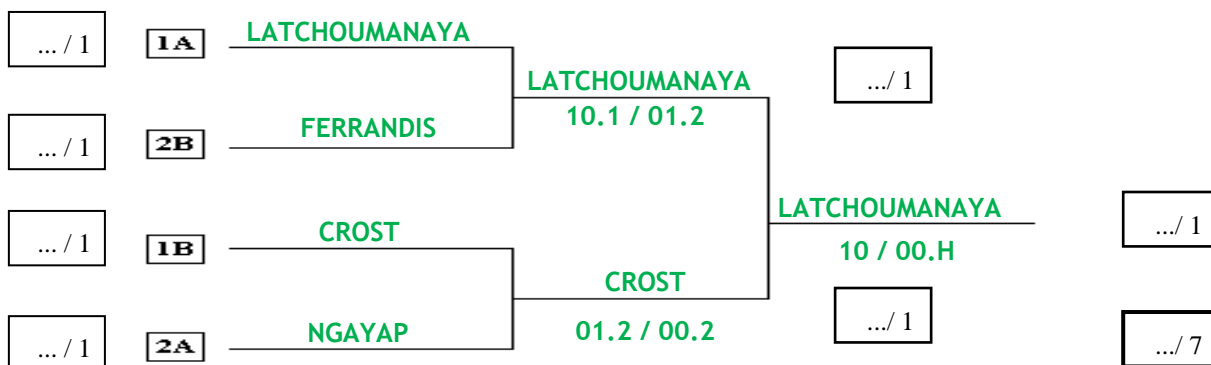 ... / 1 1A LATCHOUMANAYA
LATCHOUMANAYA .../ 1
10.1 / 01.2
... / 1 2B FERRANDIS
LATCHOUMANAYA .../ 1
... / 1 1B CROST
10 / 00.H
CROST
01.2 / 00.2 .../ 1
... / 1 2A NGAYAP
.../ 7